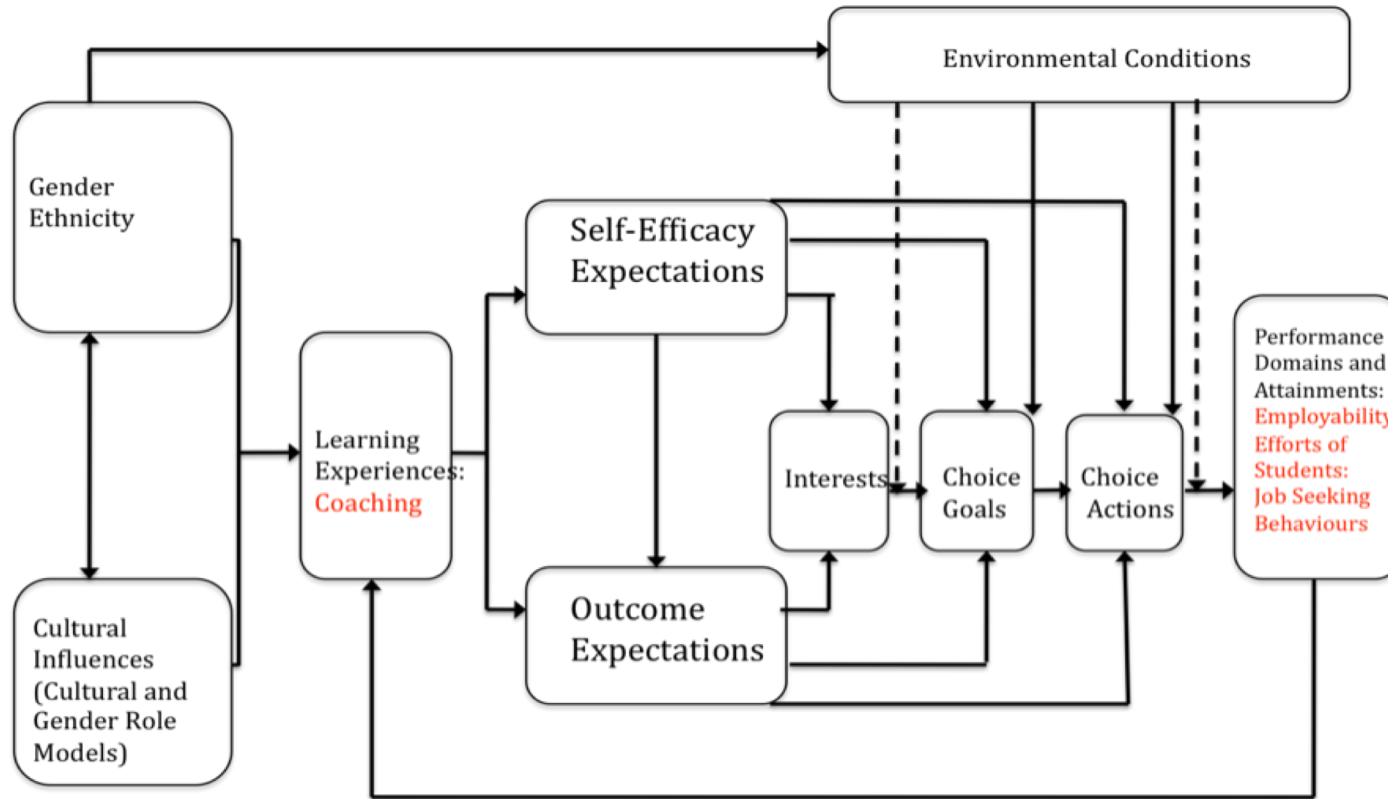 Environmental Conditions
Gender
Ethnicity
Self-Efficacy
Expectations
Learning
Experiences:
Coaching
Interests
Choice
Goals
Choice
Actions
Performance
Domains and
Attainments:
Employability
Efforts of
Students:
Job Seeking
Behaviours
Outcome
Expectations
Cultural
Influences
(Cultural and
Gender Role
Models)